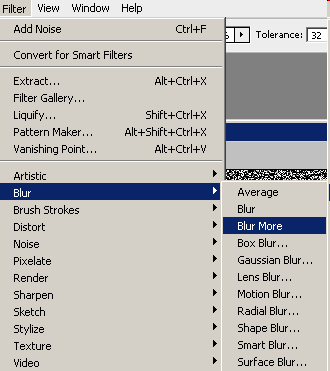 Filter View Window Help
Add Noise Ctrl+F
Tolerance: 32
Convert for Smart Filters
Extract... Alt+Ctrl+X
Filter Gallery...
Liquify... Shift+Ctrl+X
Pattern Maker... Alt+Shift+Ctrl+X
Vanishing Point... Alt+Ctrl+V
Artistic
Blur
Brush Strokes
Distort
Noise
Pixelate
Render
Sharpen
Sketch
Stylize
Texture
Video
Average
Blur
Blur More
Box Blur...
Gaussian Blur...
Lens Blur...
Motion Blur...
Radial Blur...
Shape Blur...
Smart Blur...
Surface Blur...